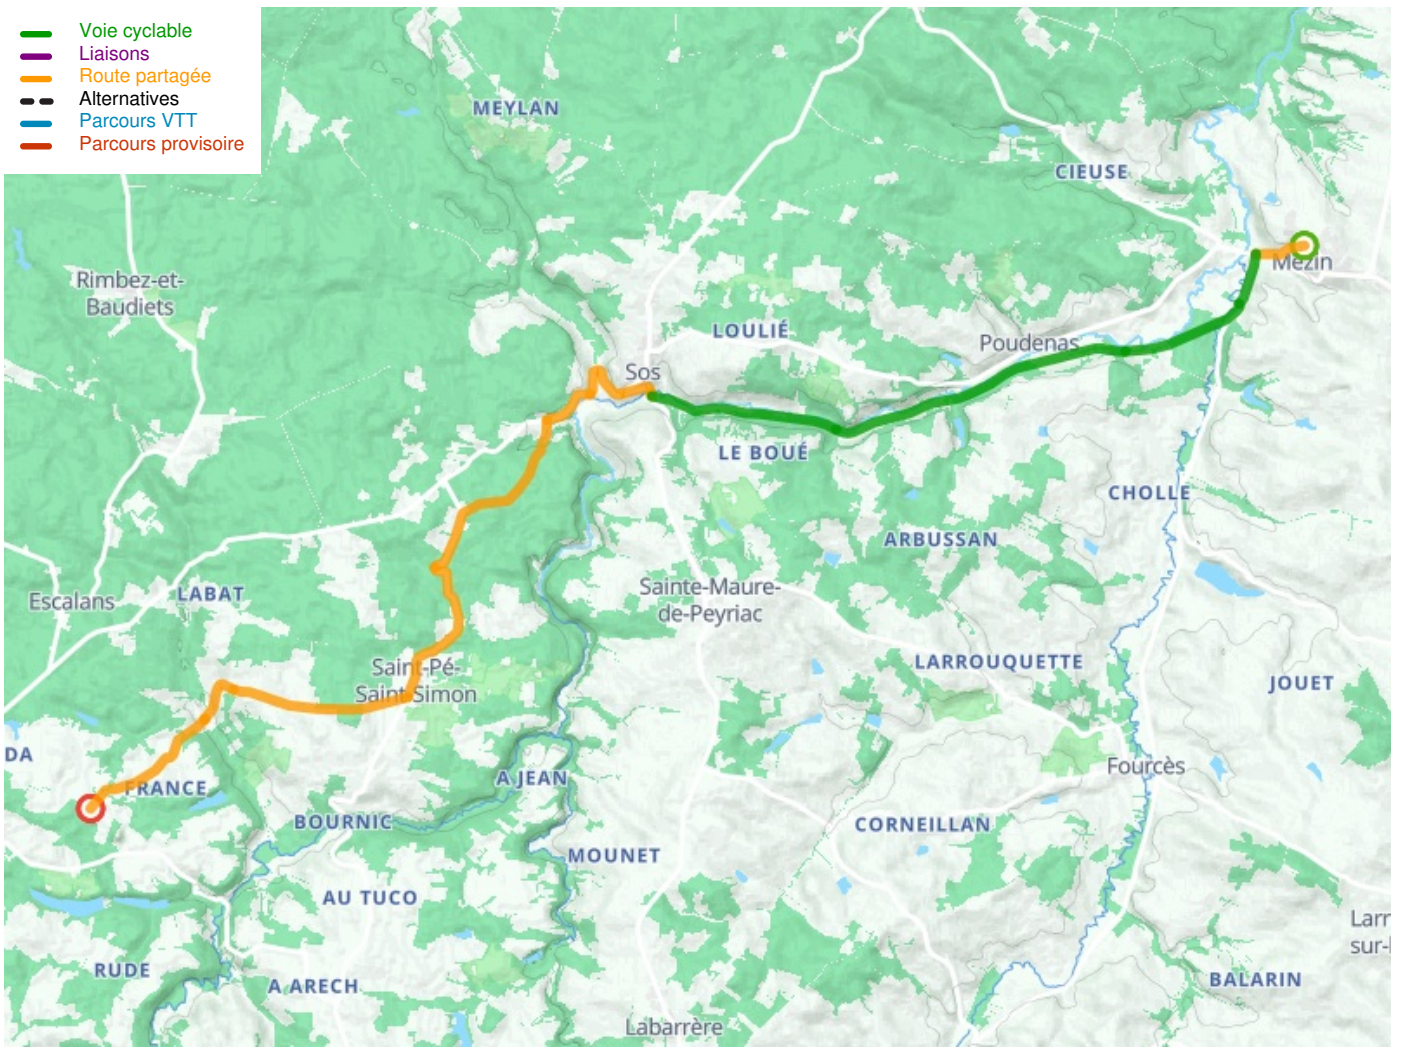 Voie cyclable
Liaisons
Route partagée
Alternatives
Parcours VTT
Parcours provisoire
MEYLAN
CIEUSE
Rimbez-et-
Baudiets
Mézin
LOULIÉ
Poudenas
Sos
LE BOUÉ
CHOLLE
ARBUSSAN
Escalans
LABAT
Sainte-Maure-
de-Peyriac
Saint-Pé-
Saint-Simon
LARROUQUETTE
JOUET
DA
FRANCE
A JEAN
Fourcès
BOURNIC
CORNEILLAN
MOUNET
AU TUCO
Larr
sur-l
RUDE
A ARECH
BALARIN
Labarrère